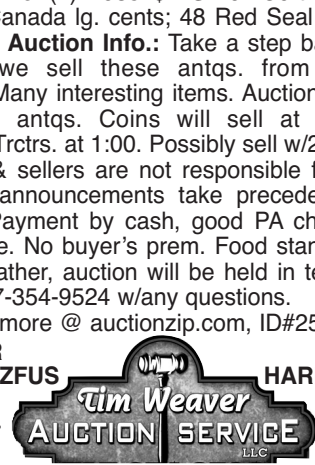 Canada lg. cents; 48 Red Seal
Auction Info.: Take a step ba
we sell these antqs. from
Many interesting items. Auction
antqs. Coins will sell at
Trctrs. at 1:00. Possibly sell w/2
& sellers are not responsible f
announcements take precede
Payment by cash, good PA ch
e. No buyer's prem. Food stan
ather, auction will be held in te
7-354-9524 w/any questions.
more @ auctionzip.com, ID#25
R
ZFUS HAR
Tim Weaver
AUCTION SERVICE
LLC